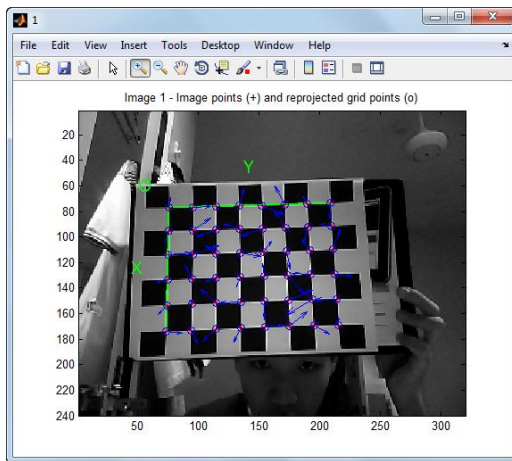 1
File Edit View Insert Tools Desktop Window Help
Image 1 - Image points (+) and reprojected grid points (o)
20
40
60
80
100
120
140
160
180
200
220
240
50 100 150 200 250 300
Y
O
X